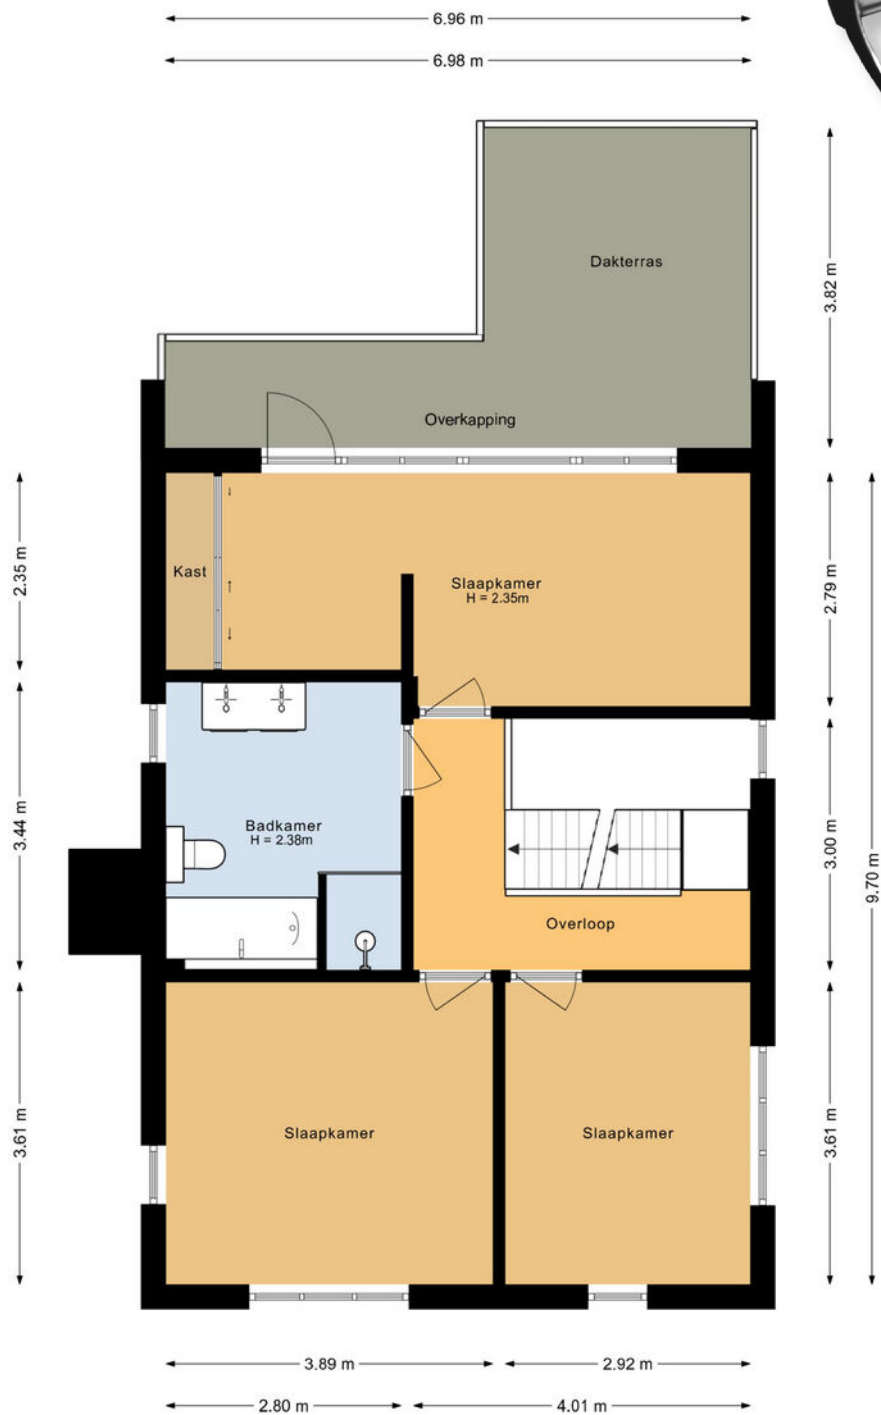 6.96 m
6.98 m
Dakterras
3.82 m
Overkapping
Kast
Slaapkamer
H = 2.35m
2.35 m
2.79 m
Badkamer
H = 2.38m
3.44 m
3.00 m
9.70 m
Overloop
Slaapkamer
Slaapkamer
3.61 m
3.61 m
3.89 m
2.92 m
2.80 m
4.01 m